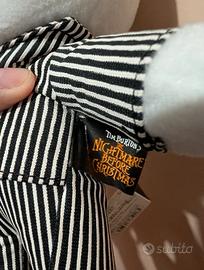 TIM BURTON'S
NIGHTMARE
BEFORE
CHRISTMAS
subito